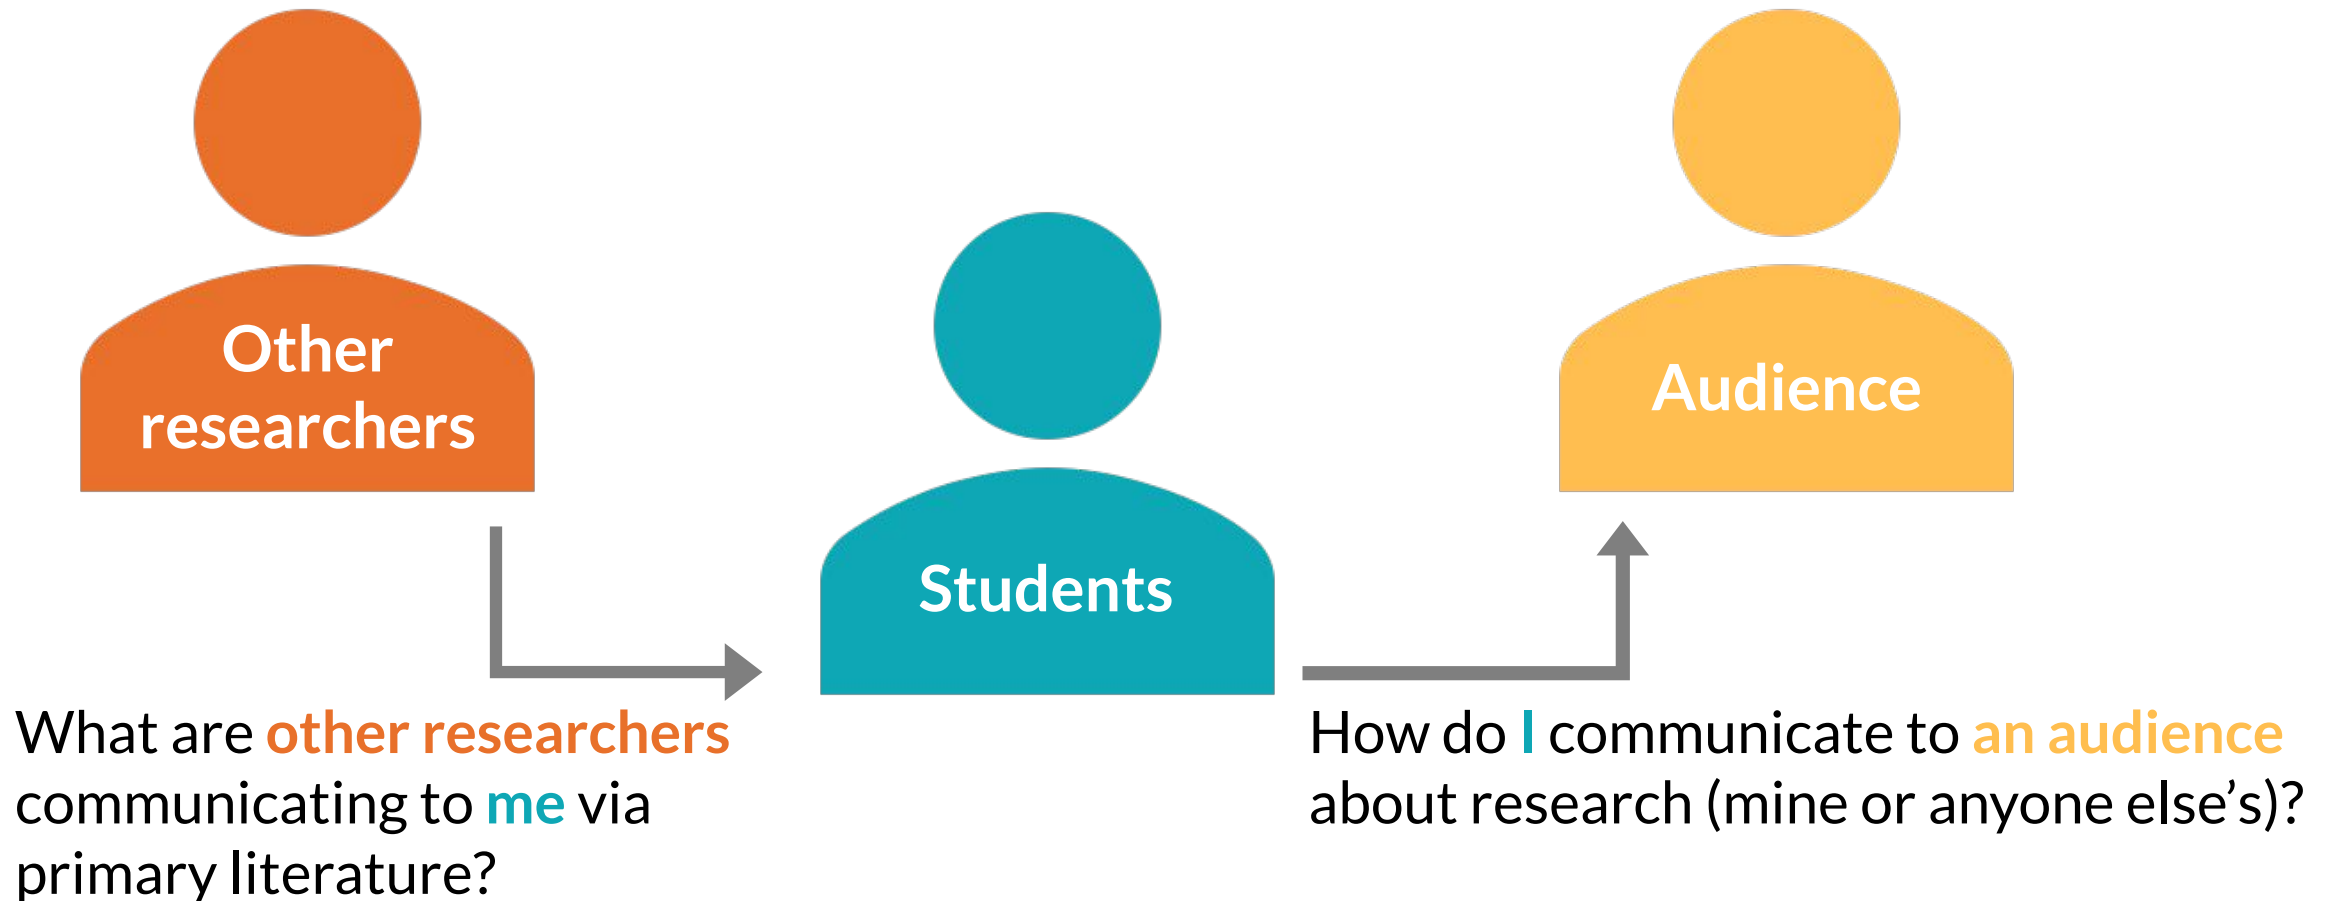 Other
researchers
Students
Audience
What are other researchers
communicating to me via
primary literature?
How do I communicate to an audience
about research (mine or anyone else’s)?